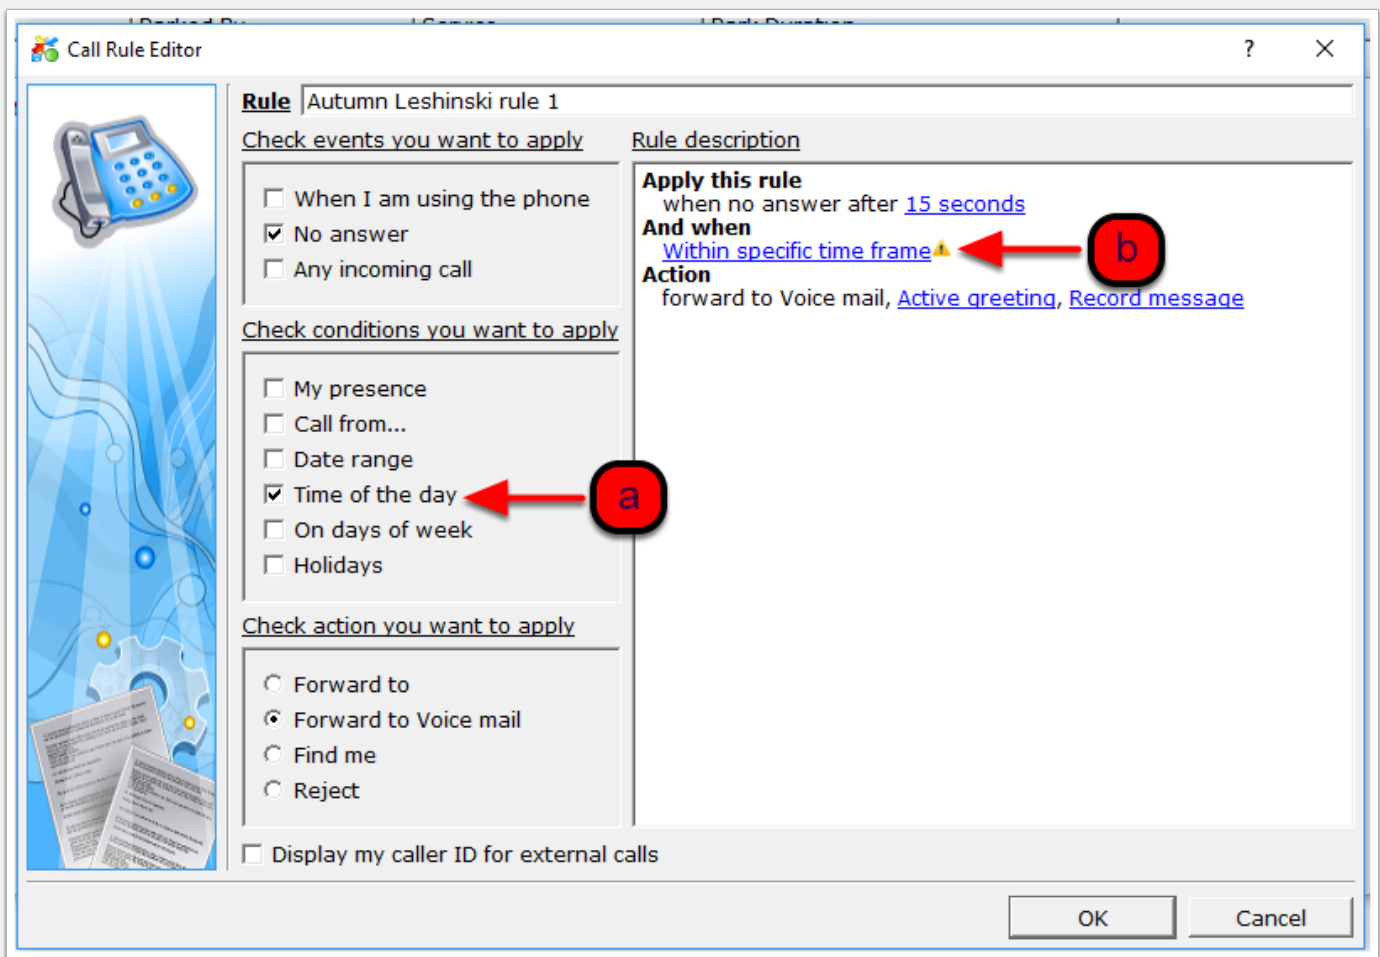 Parked By Service Park Duration
Call Rule Editor ?
Rule Autumn Leshinski rule 1
Check events you want to apply
When I am using the phone
No answer
Any incoming call
Check conditions you want to apply
My presence
Call from...
Date range
Time of the day
a
On days of week
Holidays
Check action you want to apply
Forward to
Forward to Voice mail
Find me
Reject
Display my caller ID for external calls
Rule description
Apply this rule
when no answer after 15 seconds
And when
Within specific time frame
b
Action
forward to Voice mail, Active greeting, Record message
OK Cancel